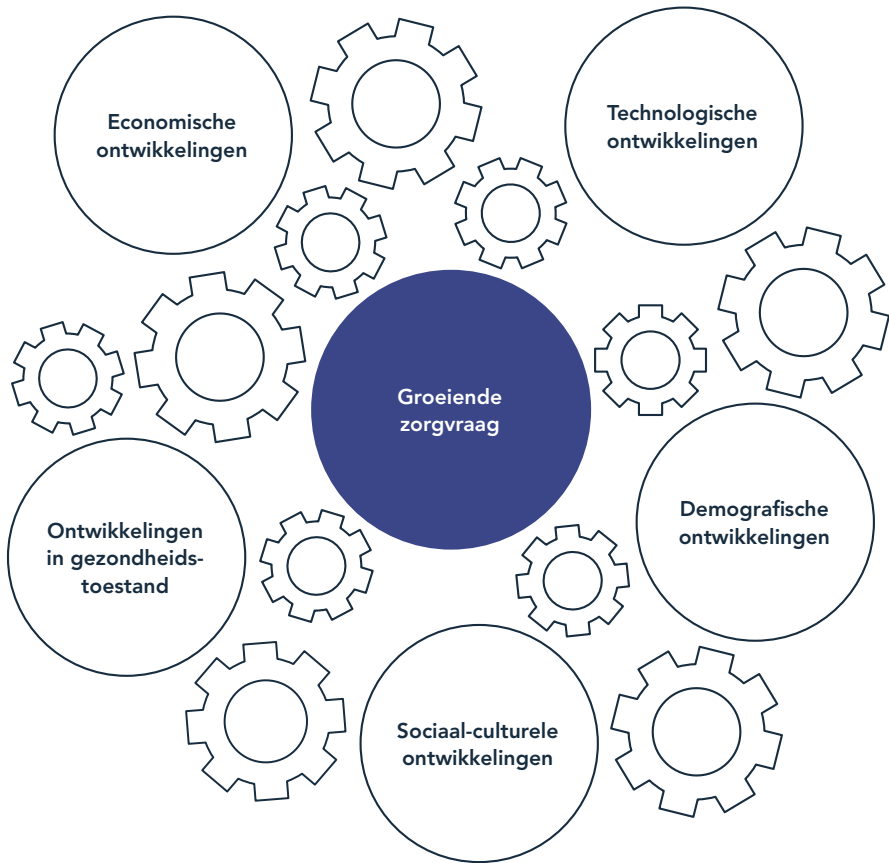 Economische
ontwikkelingen
Technologische
ontwikkelingen
Groeiende
zorgvraag
Ontwikkelingen
in gezondheids-
toestand
Demografische
ontwikkelingen
Sociaal-culturele
ontwikkelingen